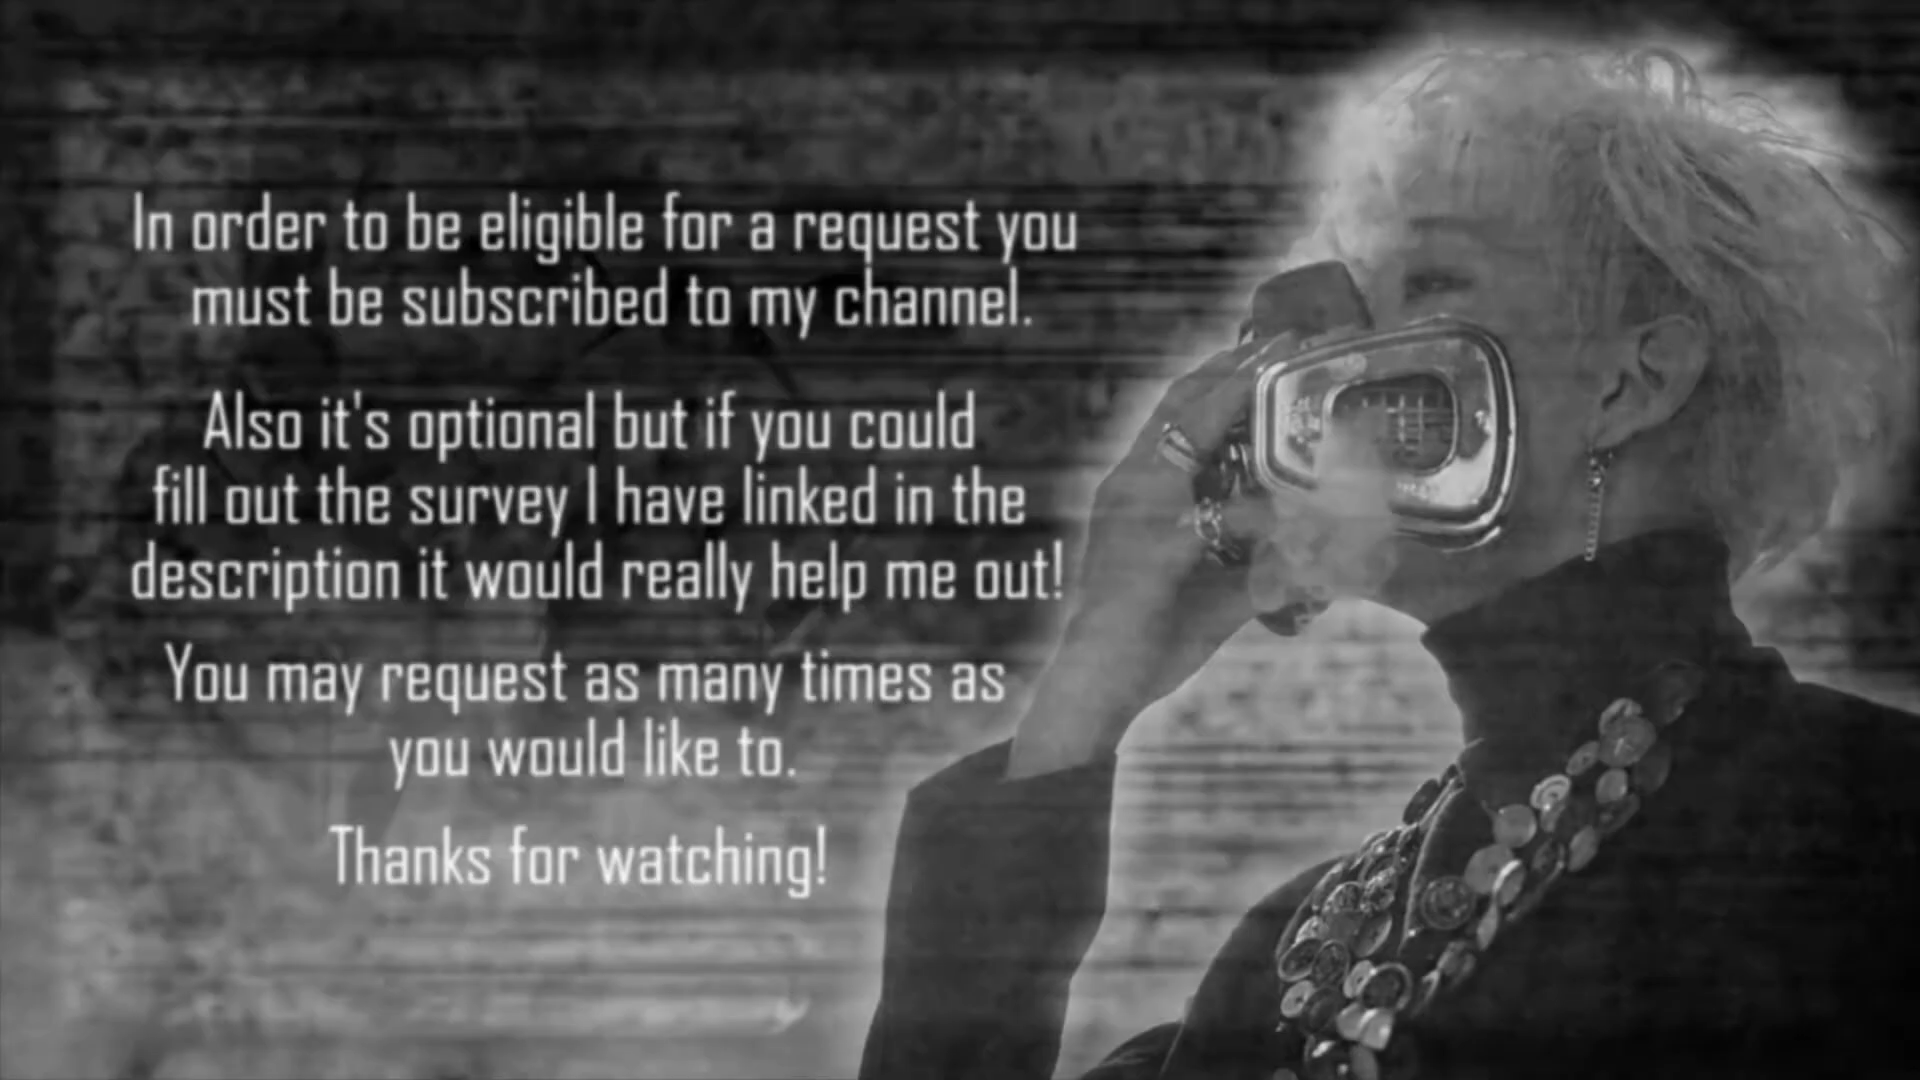 In order to be eligible for a request you
must be subscribed to my channel.
Also it's optional but if you could
fill out the survey I have linked in the
description it would really help me out!
You may request as many times as
you would like to.
Thanks for watching!